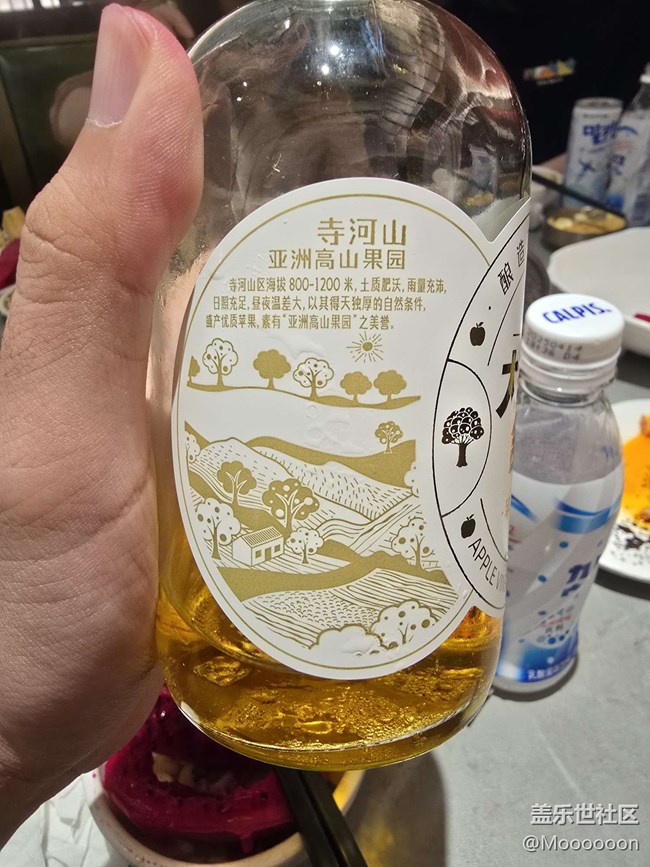 寺河山
亚洲高山果园
寺河山区海拔 800-1200 米,土质肥沃,雨量充沛,
日照充足,昼夜温差大,以其得天独厚的自然条件,
盛产优质苹果,素有“亚洲高山果园”之美誉。
酿造
APPLE VI
CALPIS.
盖乐世社区
@Moooooon